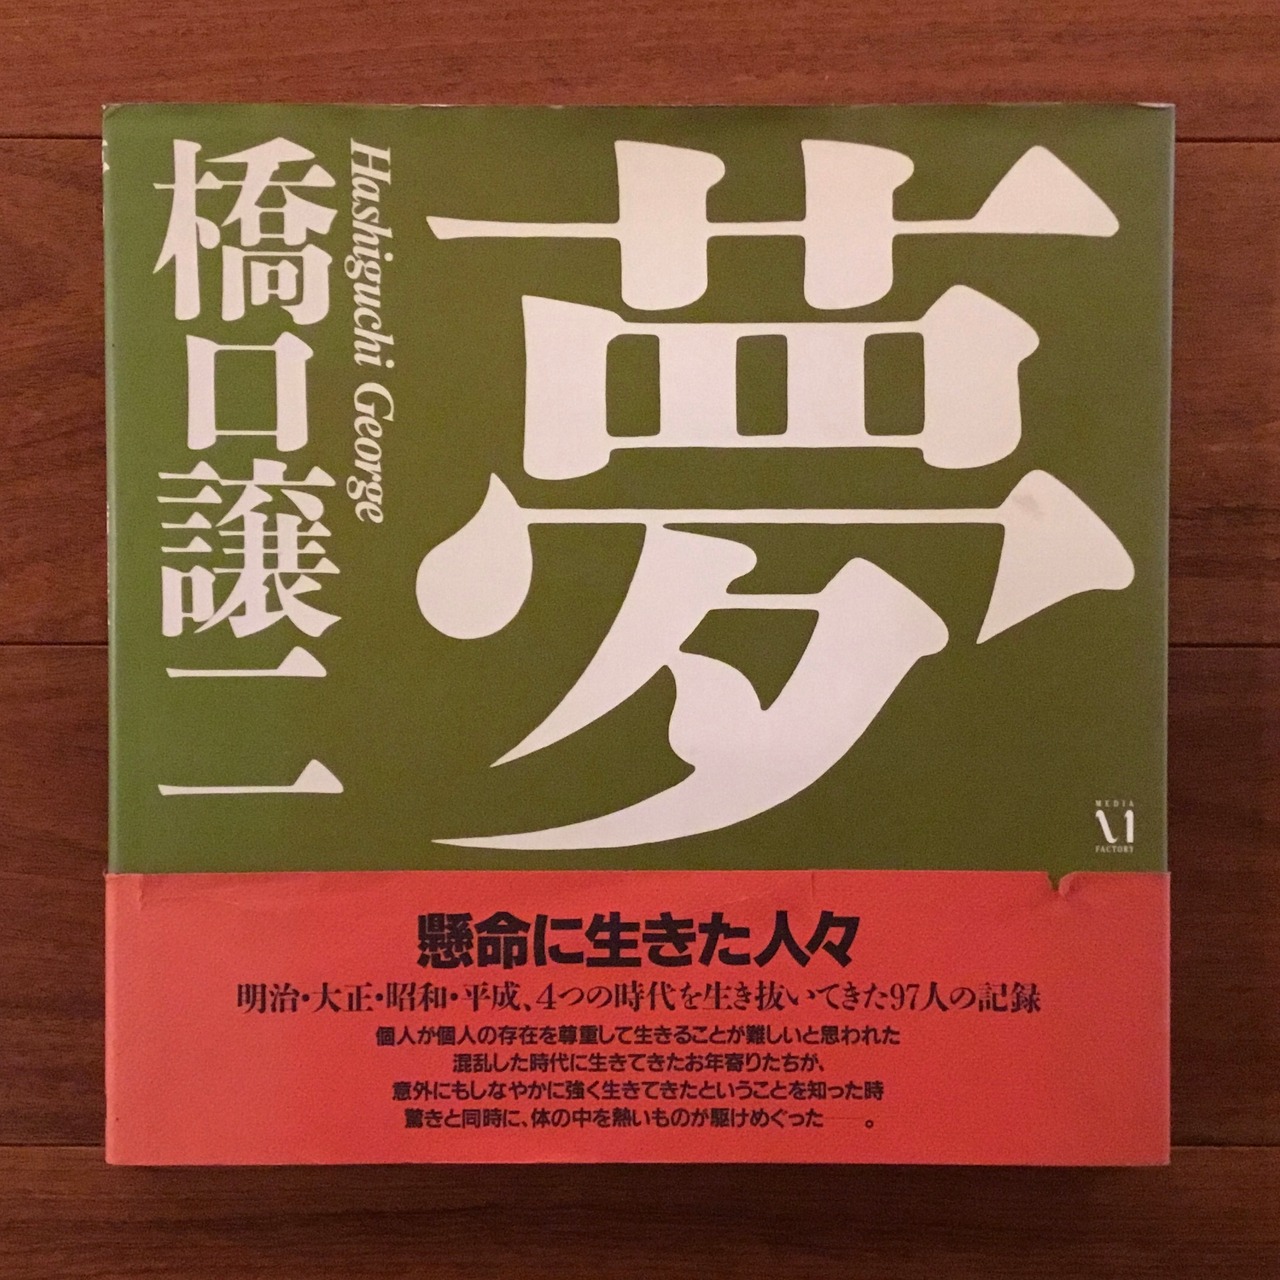 夢
Hashiguchi George
橋口譲二
MEDIA
FACTORY
懸命に生きた人々
明治・大正・昭和・平成、4つの時代を生き抜いてきた97人の記録
個人が個人の存在を尊重して生きることが難しいと思われた
混乱した時代に生きてきたお年寄りたちが、
意外にもしなやかに強く生きてきたということを知った時
驚きと同時に、体の中を熱いものが駆けめぐった──。